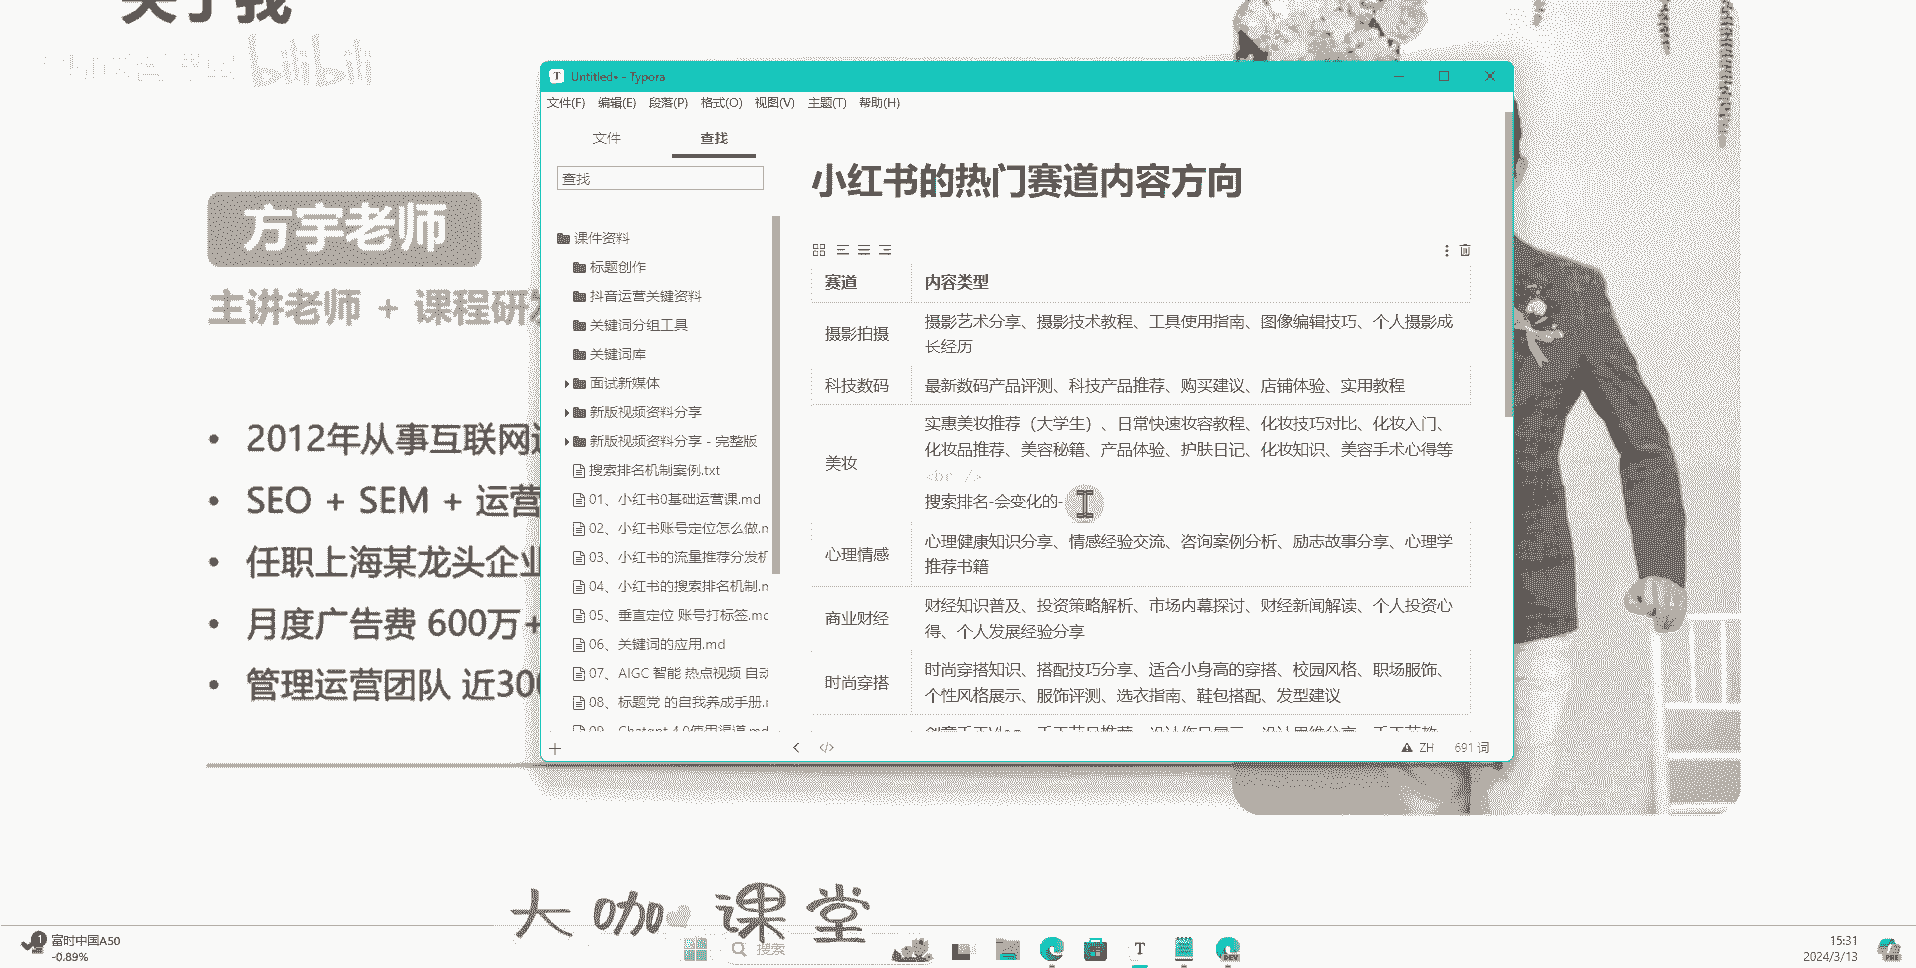 关于我
bilibili
方宇老师
主讲老师 + 课程研
2012年从事互联网
SEO + SEM + 运营
任职上海某龙头企业
月度广告费 600万+
管理运营团队 近300
Untitled• - Typora
文件(F) 编辑(E) 段落(P) 格式(O) 视图(V) 主题(T) 帮助(H)
文件 查找
查找
课件资料
标题创作
抖音运营关键资料
关键词分组工具
关键词库
面试新媒体
新版视频资料分享
新版视频资料分享 - 完整版
搜索排名机制案例.txt
01、小红书0基础运营课.md
02、小红书账号定位怎么做.m
03、小红书的流量推荐分发机
04、小红书的搜索排名机制.m
05、垂直定位 账号打标签.mc
06、关键词的应用.md
07、AIGC 智能 热点视频 自动
08、标题党 的自我养成手册.r
09、Chatgpt 4.0使用渠道.md
小红书的热门赛道内容方向
赛道 内容类型
摄影拍摄 摄影艺术分享、摄影技术教程、工具使用指南、图像编辑技巧、个人摄影成
长经历
科技数码 最新数码产品评测、科技产品推荐、购买建议、店铺体验、实用教程
美妆 实惠美妆推荐（大学生）、日常快速妆容教程、化妆技巧对比、化妆入门、
化妆品推荐、美容秘籍、产品体验、护肤日记、化妆知识、美容手术心得等
<br />
搜索排名-会变化的-
心理情感 心理健康知识分享、情感经验交流、咨询案例分析、励志故事分享、心理学
推荐书籍
商业财经 财经知识普及、投资策略解析、市场内幕探讨、财经新闻解读、个人投资心
得、个人发展经验分享
时尚穿搭 时尚穿搭知识、搭配技巧分享、适合小身高的穿搭、校园风格、职场服饰、
个性风格展示、服饰评测、选衣指南、鞋包搭配、发型建议
ZH 691 词
大咖课堂
1
富时中国A50
-0.89%
搜索
T
DEV
15:31
2024/3/13
PRE